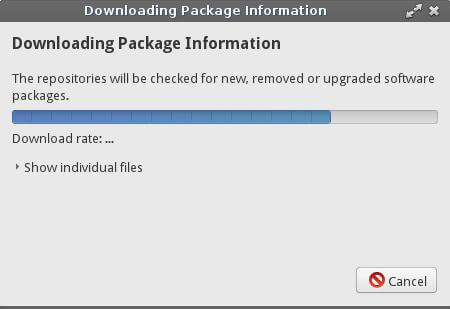 Downloading Package Information
Downloading Package Information
The repositories will be checked for new, removed or upgraded software
packages.
Download rate: ...
Show individual files
Cancel